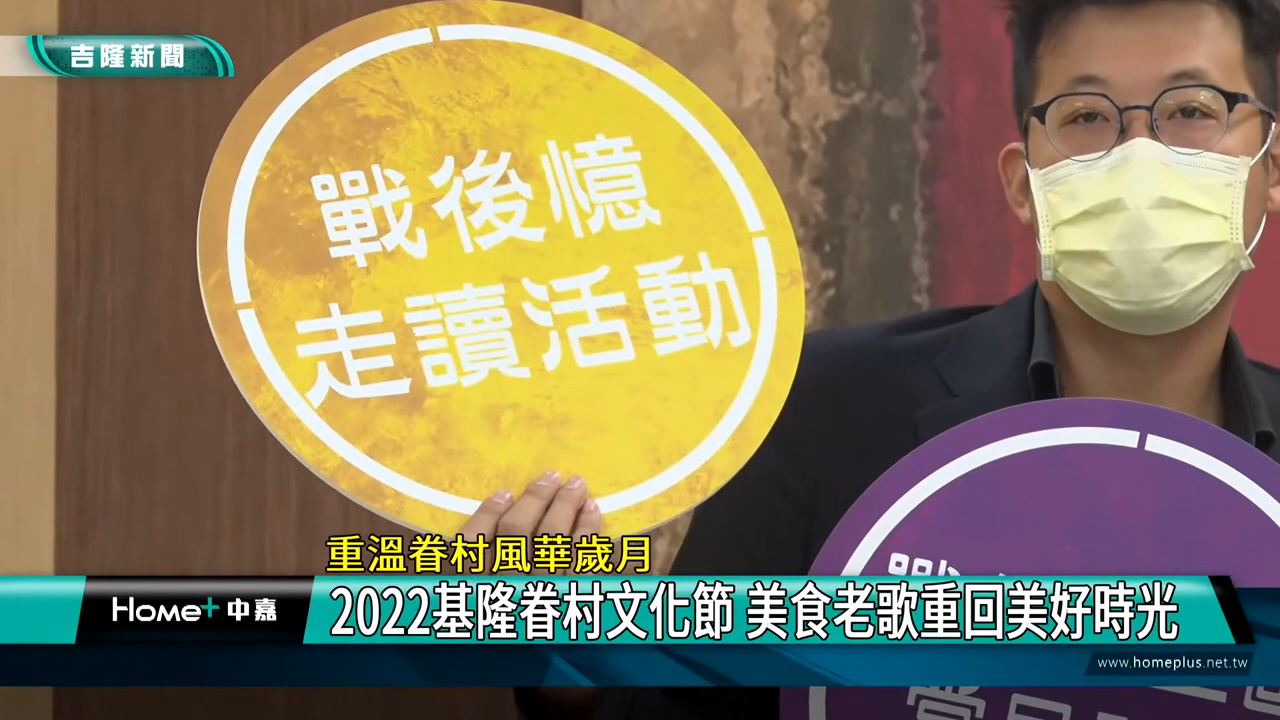 吉隆新聞
戰後憶
走讀活動
重溫眷村風華歲月
Home+ 中嘉
2022基隆眷村文化節 美食老歌重回美好時光
www.homeplus.net.tw